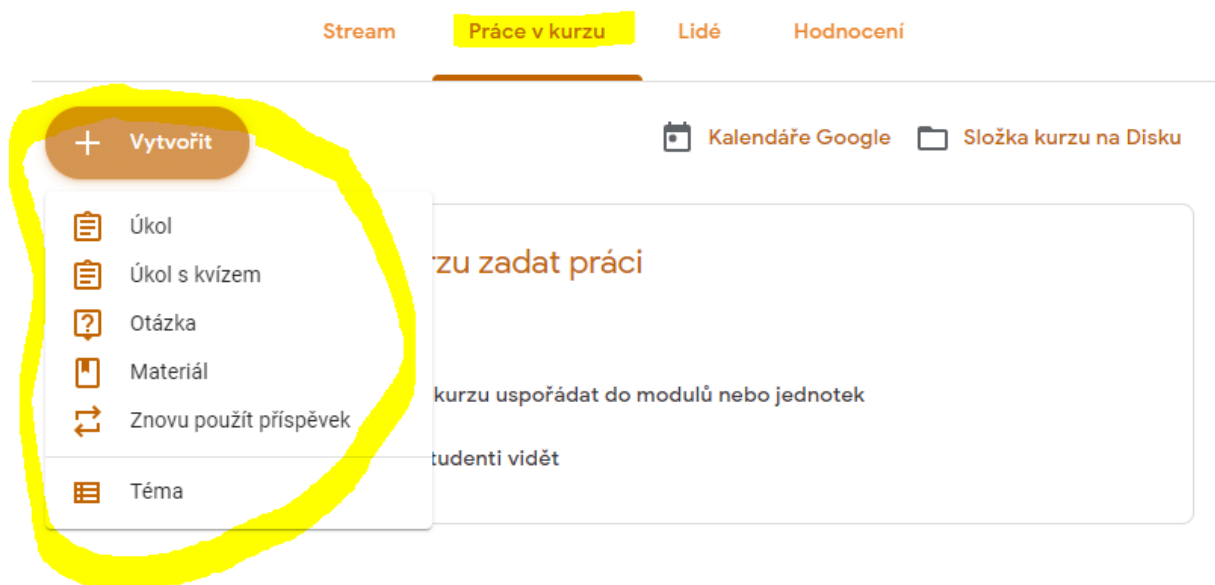 Stream Práce v kurzu Lidé Hodnocení
Vytvořit Kalendáře Google Složka kurzu na Disku
Úkol
Úkol s kvízem
Otázka
Materiál
Znovu použít příspěvek
Téma
zu zadat práci
kurzu uspořádat do modulů nebo jednotek
tudenti vidět